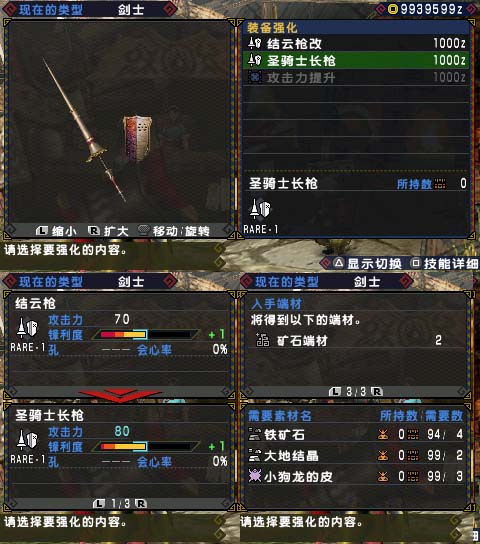 现在的类型 剑士
9939599z
装备强化
结云枪改 1000z
圣骑士长枪 1000z
攻击力提升 1000z
圣骑士长枪 所持数 0
RARE-1
L 缩小 R 扩大 移动/旋转
请选择要强化的内容。
△显示切换 □技能详细
现在的类型 剑士
结云枪
攻击力 70
锋利度 +1
RARE-1 孔 --- 会心率 0%
圣骑士长枪
攻击力 80
锋利度 +1
RARE-1 孔 --- 会心率 0%
L 1/3 R
请选择要强化的内容。
现在的类型 剑士
入手端材
将得到以下的端材。
矿石端材 2
L 3/3 R
需要素材名 所持数/需要数
铁矿石 0 94/ 4
大地结晶 0 99/ 2
小狗龙的皮 0 99/ 3
请选择要强化的内容。
细